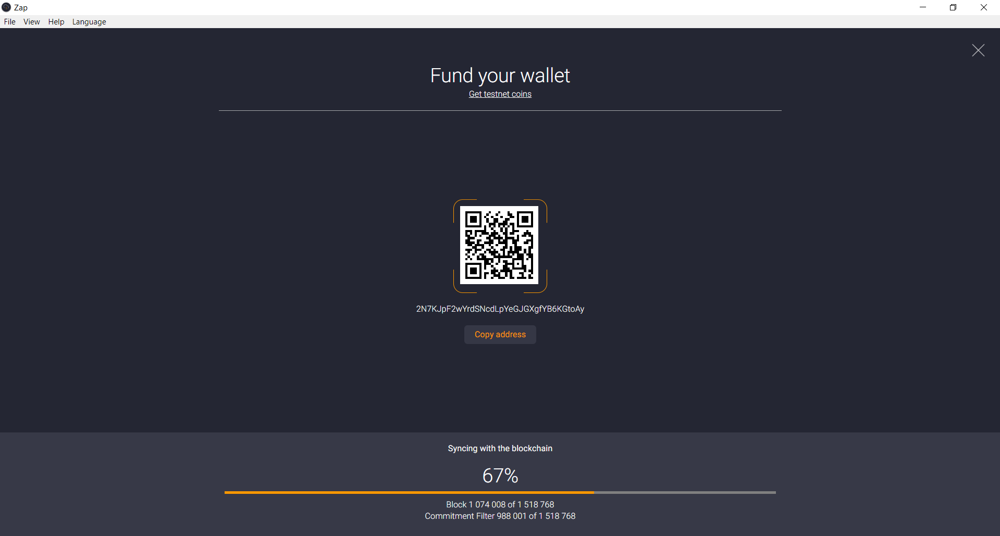 Zap
File View Help Language
Fund your wallet
Get testnet coins
2N7KJpF2wYrdSNcdLpYeGJGXgfYB6KGtoAy
Copy address
Syncing with the blockchain
67%
Block 1 074 008 of 1 518 768
Commitment Filter 988 001 of 1 518 768